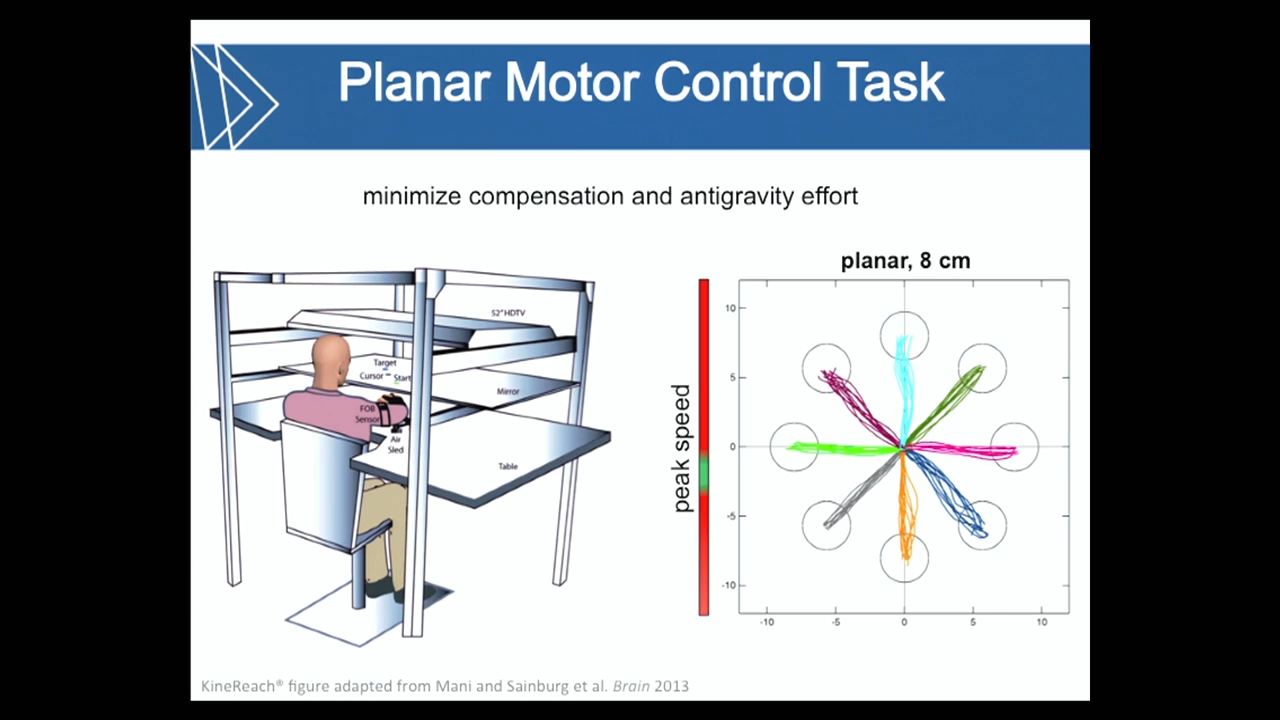 Planar Motor Control Task
minimize compensation and antigravity effort
52" HDTV
Target
Cursor
Start
Mirror
FOB
Sensor
Air
Sled
Table
planar, 8 cm
peak speed
10
5
0
-5
-10
-10
-5
0
5
10
KineReach® figure adapted from Mani and Sainburg et al. Brain 2013